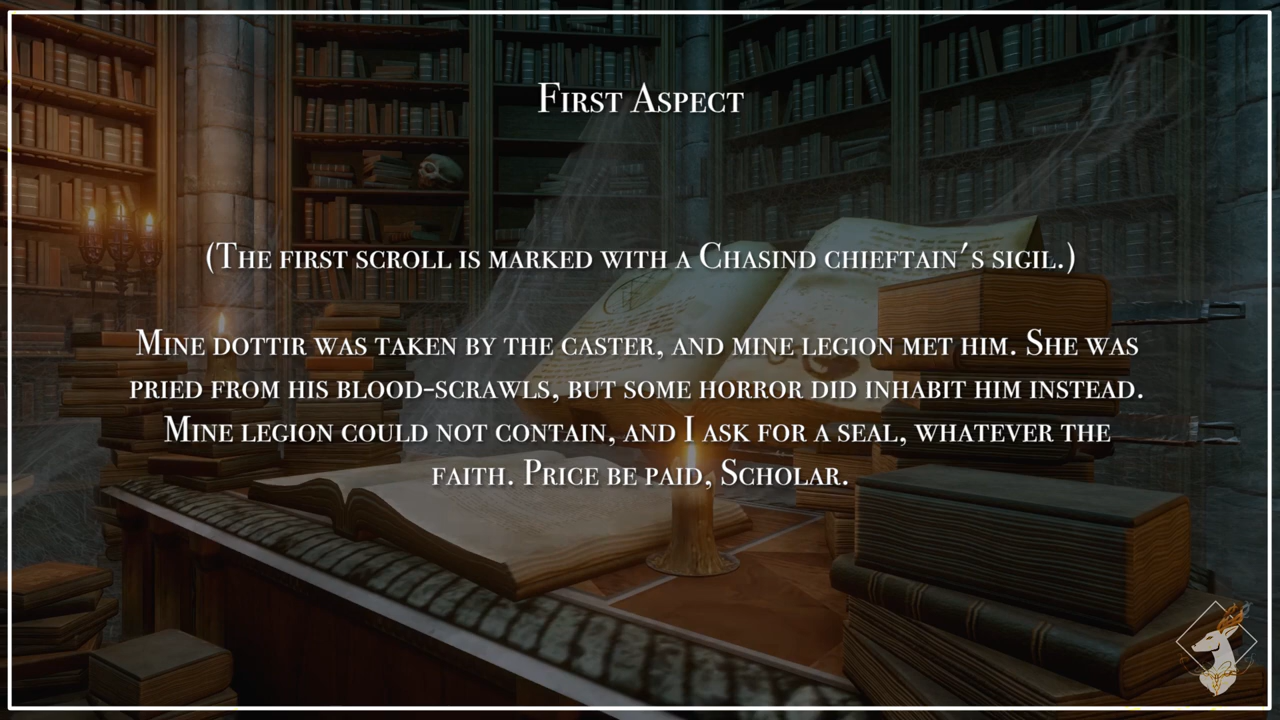 First Aspect
(The first scroll is marked with a Chasind chieftain's sigil.)
Mine dottir was taken by the caster, and mine legion met him. She was
pried from his blood-scrawls, but some horror did inhabit him instead.
Mine legion could not contain, and I ask for a seal, whatever the
faith. Price be paid, Scholar.